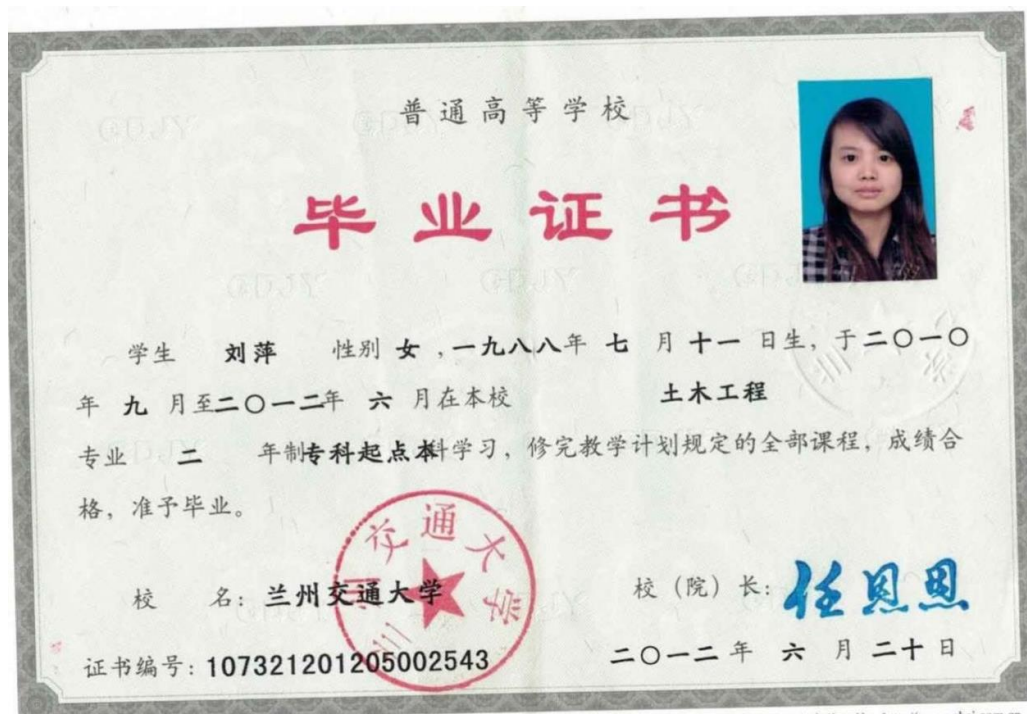 普通高等学校
毕业证书
学生 刘萍 性别 女，一九八八年 七 月 十一 日生，于二〇一〇
年 九 月至二〇一二年 六 月在本校 土木工程
专业 二 年制专科起点本科学习，修完教学计划规定的全部课程，成绩合
格，准予毕业。
兰州交通大学
校 名：兰州交通大学 校（院）长：任恩恩
证书编号：107321201205002543 二〇一二 年 六 月 二十 日